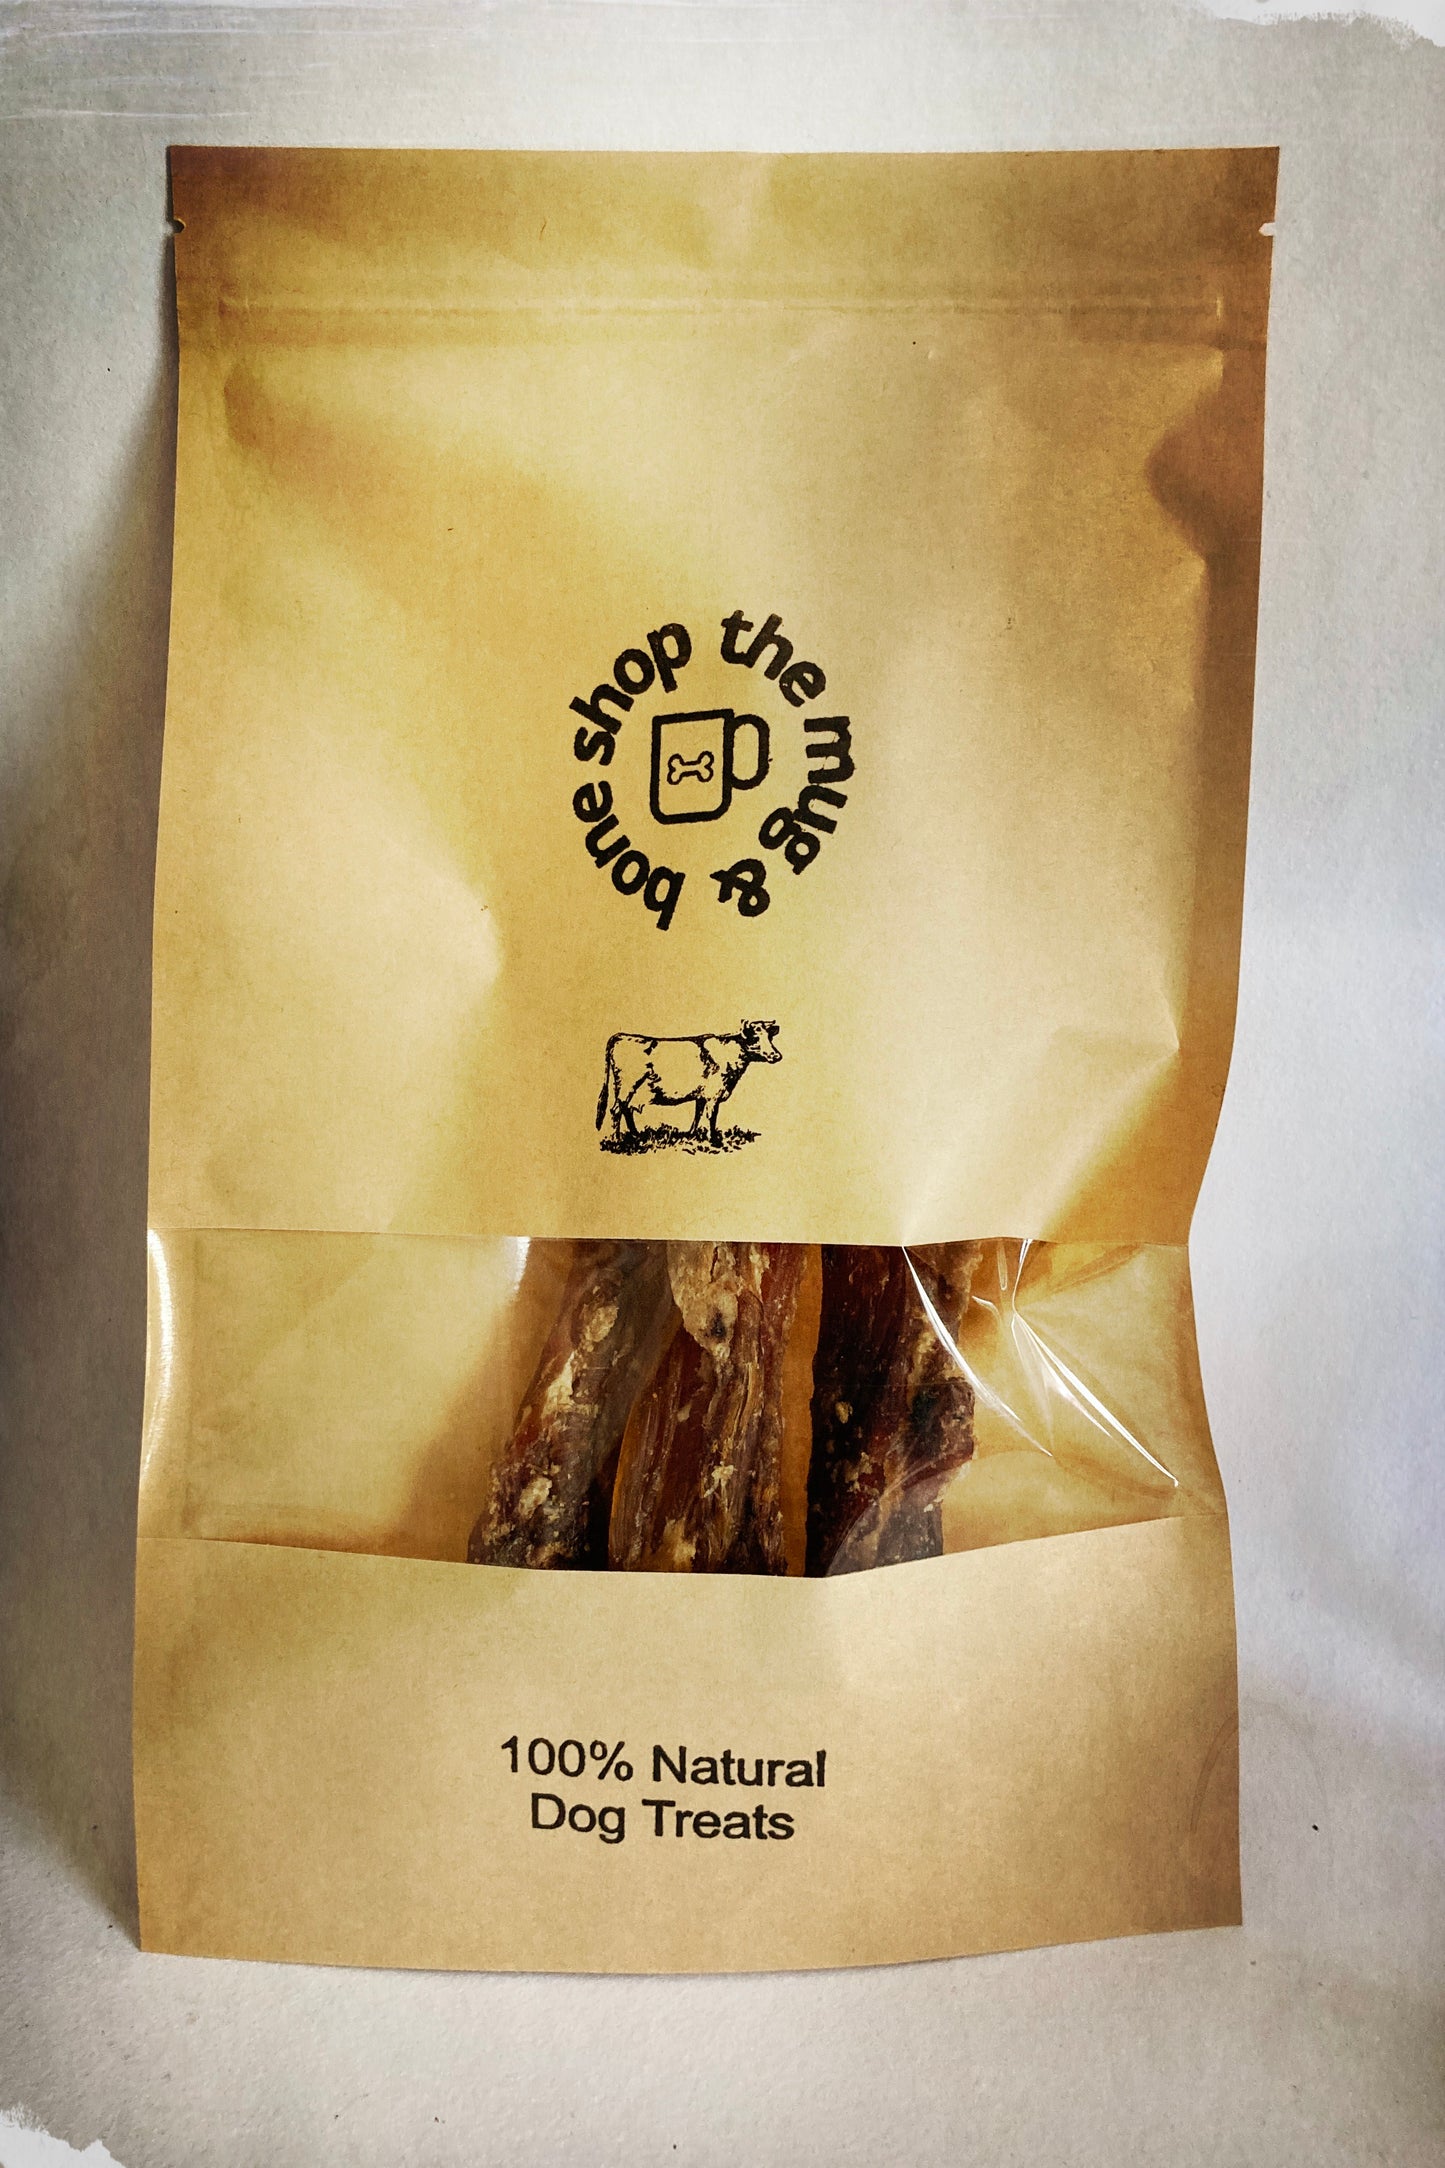 the mug & bone shop
100% Natural
Dog Treats